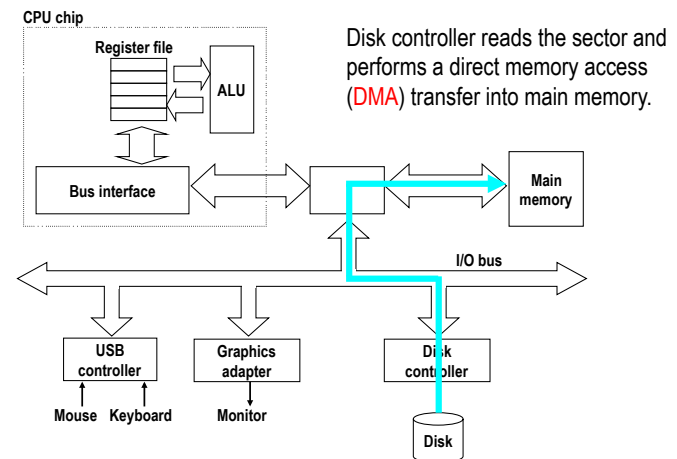 CPU chip
Register file
ALU
Disk controller reads the sector and
performs a direct memory access
(DMA) transfer into main memory.
Bus interface
Main
memory
I/O bus
USB
controller
Graphics
adapter
Disk
controller
Mouse Keyboard
Monitor
Disk